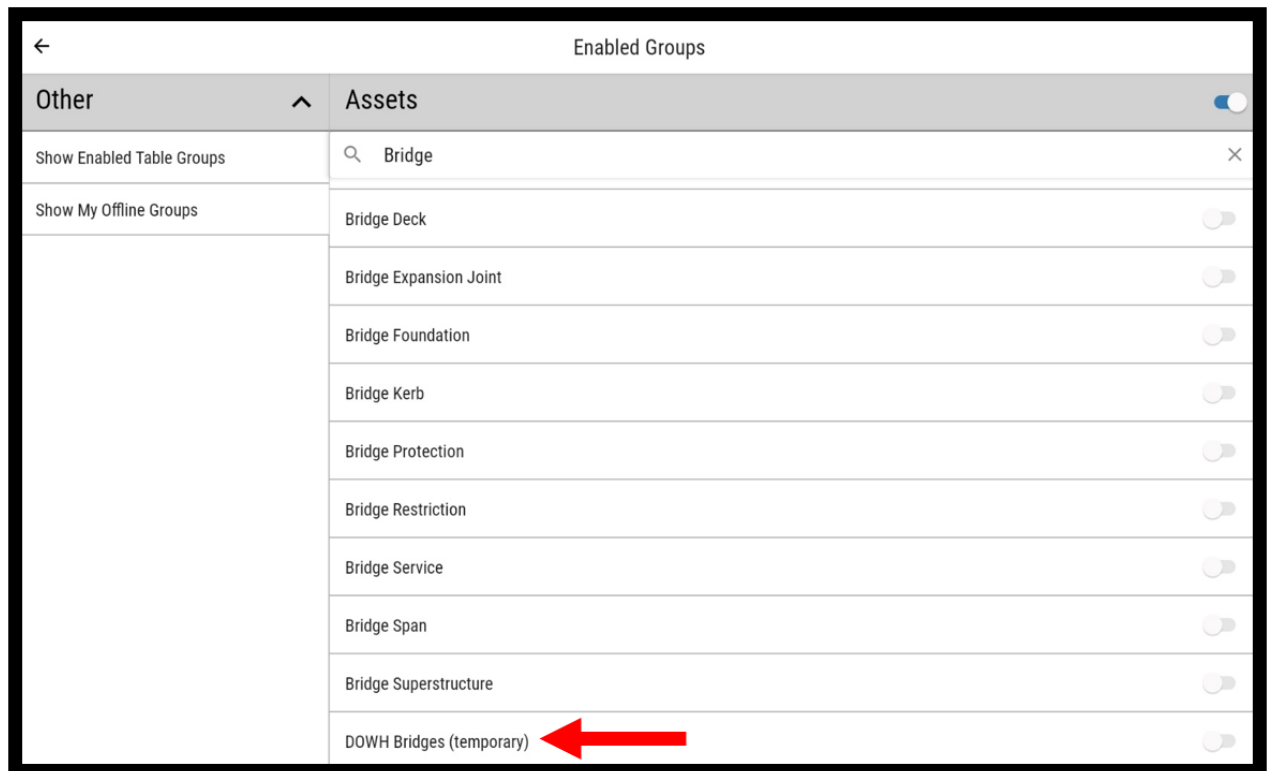 Enabled Groups
Other
Assets
Show Enabled Table Groups
Bridge
Show My Offline Groups
Bridge Deck
Bridge Expansion Joint
Bridge Foundation
Bridge Kerb
Bridge Protection
Bridge Restriction
Bridge Service
Bridge Span
Bridge Superstructure
DOWH Bridges (temporary)